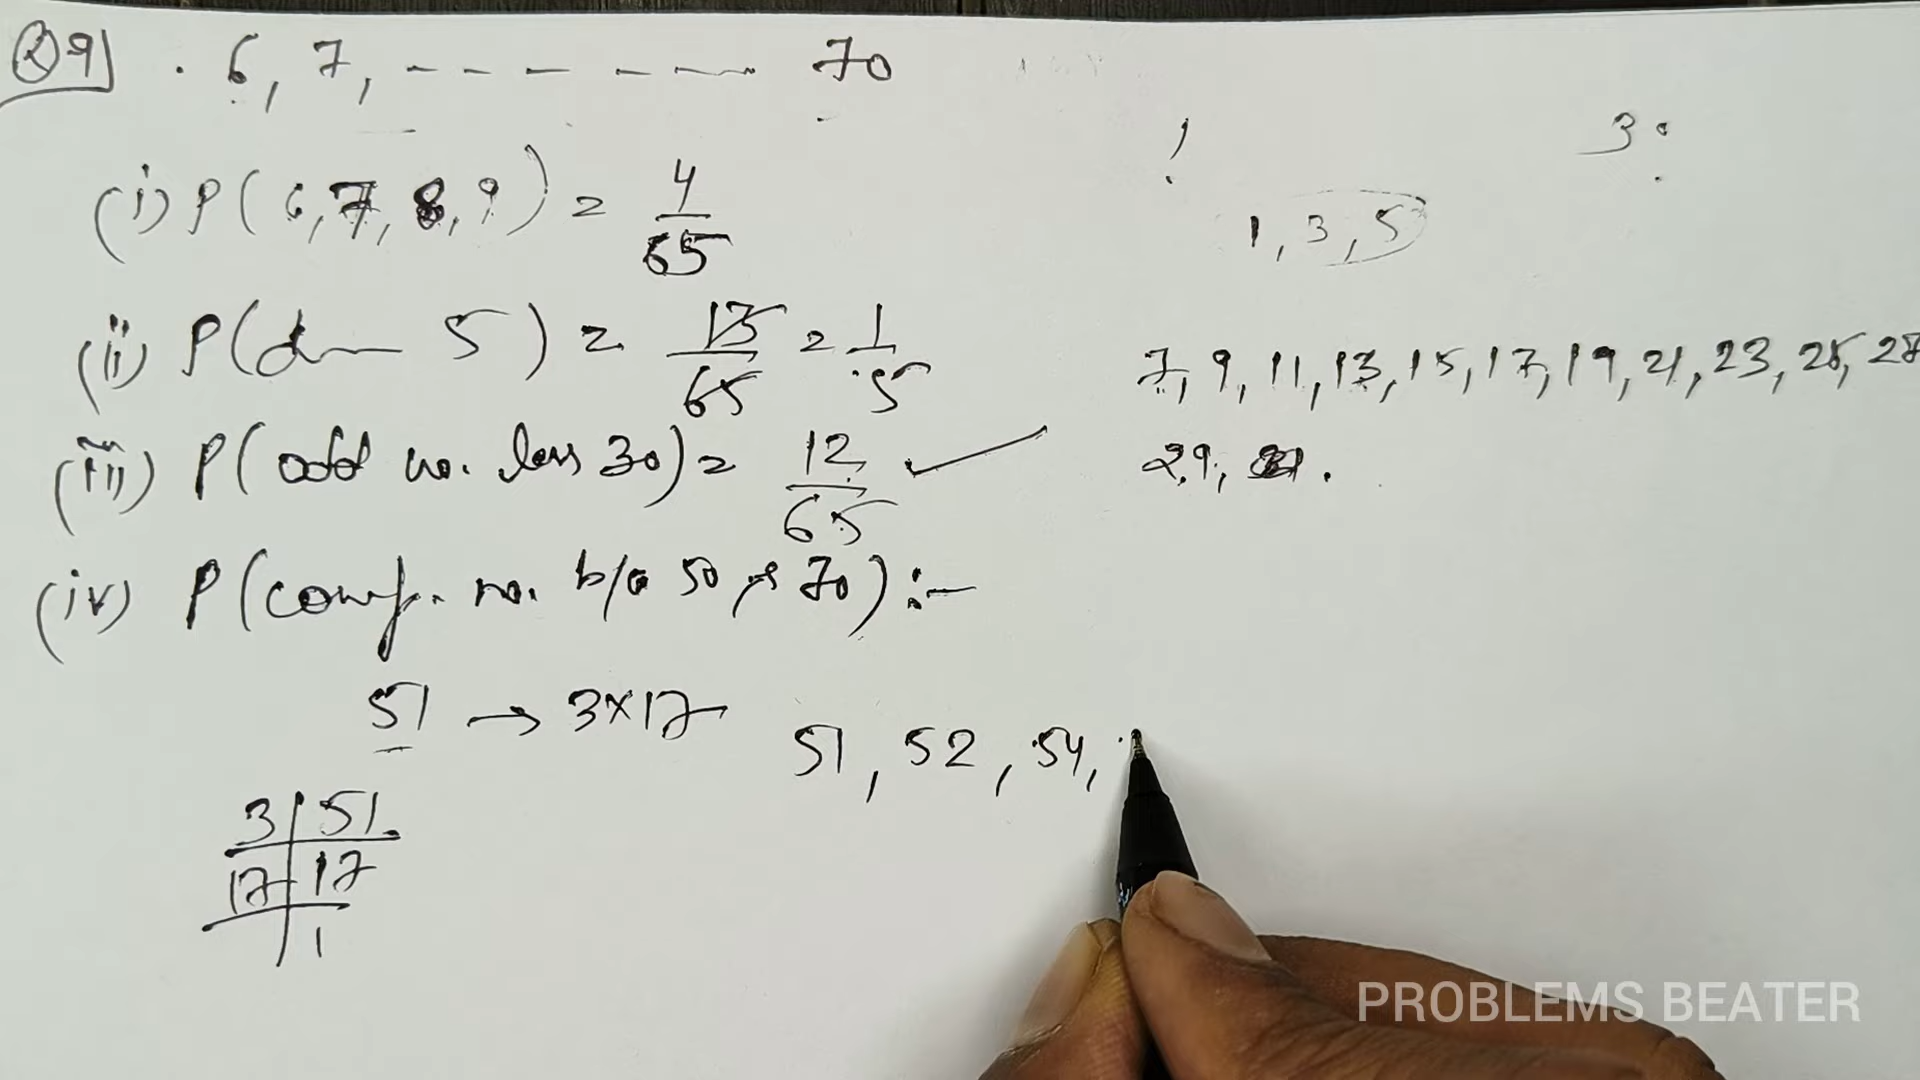 Q9] . 6, 7, - - - - - - 70
3 :
(i) P(6, 7, 8, 9) = 4/65
1, 3, 5
(ii) P( 5) = 13/65 = 1/5
7, 9, 11, 13, 15, 17, 19, 21, 23, 25, 27
(iii) P(odd no. less 30) = 12/65 ✓
29,
(iv) P(comp. no. b/w 50 & 70) :-
51 → 3×17
51, 52, 54,
3 | 51
17 | 17
1
PROBLEMS BEATER